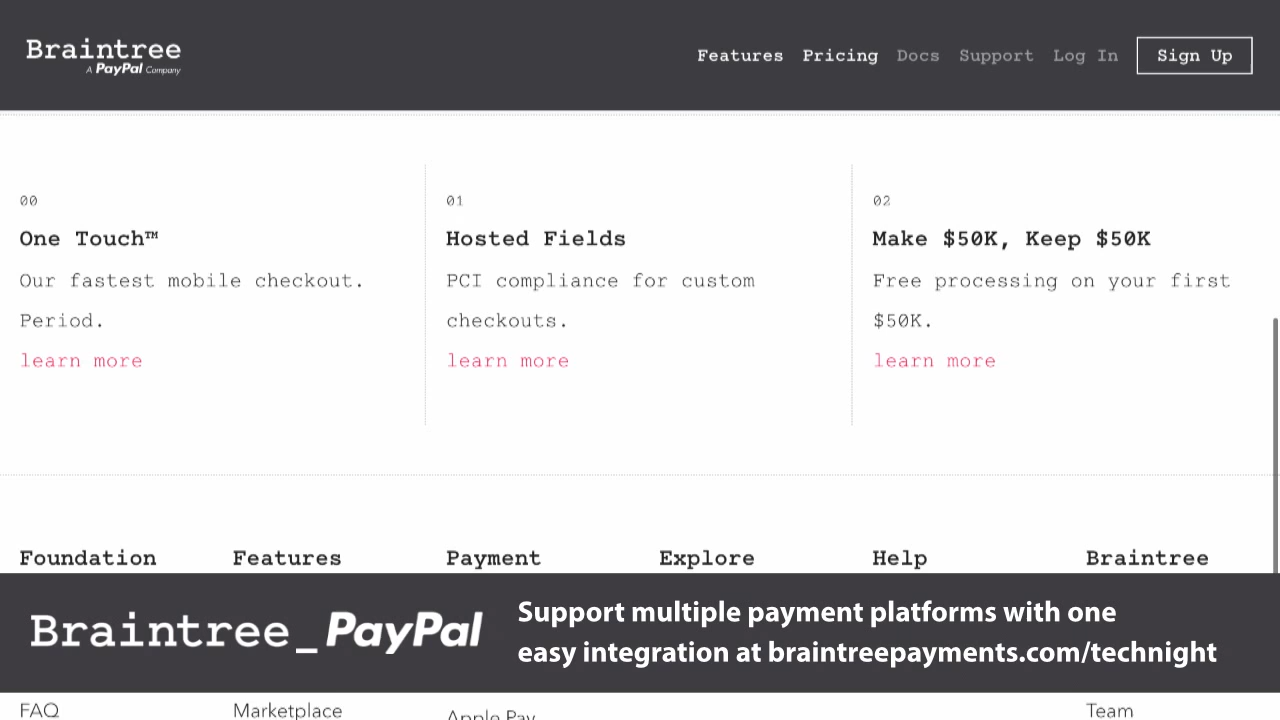 Braintree
A PayPal Company
Features Pricing Docs Support Log In Sign Up
00
One Touch™
Our fastest mobile checkout.
Period.
learn more
01
Hosted Fields
PCI compliance for custom
checkouts.
learn more
02
Make $50K, Keep $50K
Free processing on your first
$50K.
learn more
Foundation Features Payment Explore Help Braintree
Braintree_PayPal
Support multiple payment platforms with one
easy integration at braintreepayments.com/technight
FAQ Marketplace Apple Pay Team